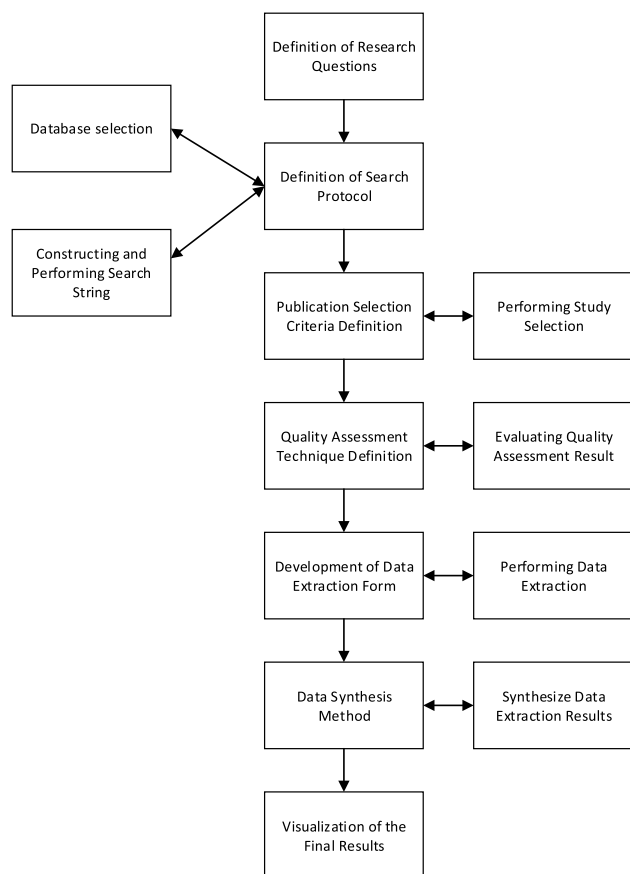 Definition of Research
Questions
Database selection
Definition of Search
Protocol
Constructing and
Performing Search
String
Publication Selection
Criteria Definition
Performing Study
Selection
Quality Assessment
Technique Definition
Evaluating Quality
Assessment Result
Development of Data
Extraction Form
Performing Data
Extraction
Data Synthesis
Method
Synthesize Data
Extraction Results
Visualization of the
Final Results